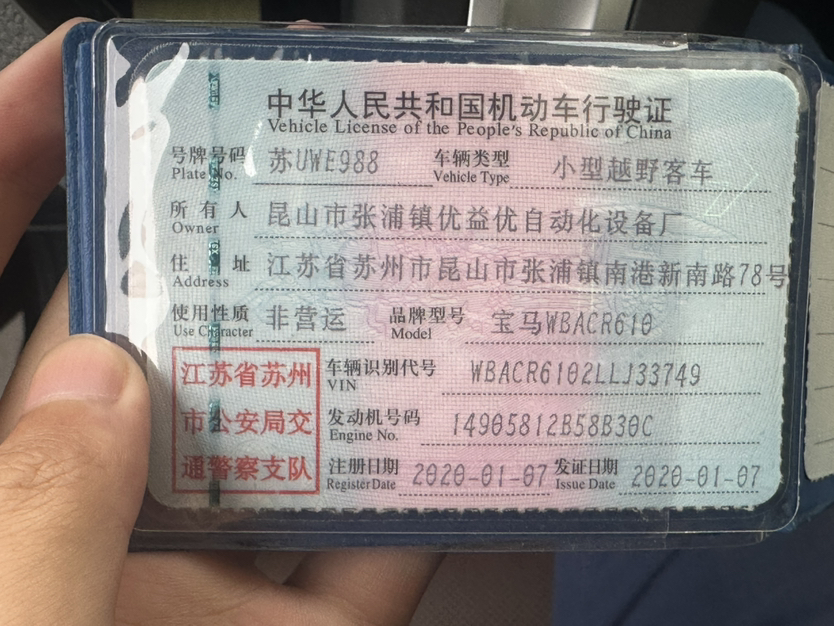 中华人民共和国机动车行驶证
Vehicle License of the People's Republic of China
号牌号码 苏UWE988 车辆类型 小型越野客车
Plate No. Vehicle Type
所有人 昆山市张浦镇优益优自动化设备厂
Owner
住址 江苏省苏州市昆山市张浦镇南港新南路78号
Address
使用性质 非营运 品牌型号 宝马WBACR610
Use Character Model
江苏省苏州 车辆识别代号 WBACR6102LLJ33749
VIN
市公安局交 发动机号码 14905812B58B30C
Engine No.
通警察支队 注册日期 2020-01-07 发证日期 2020-01-07
Register Date Issue Date